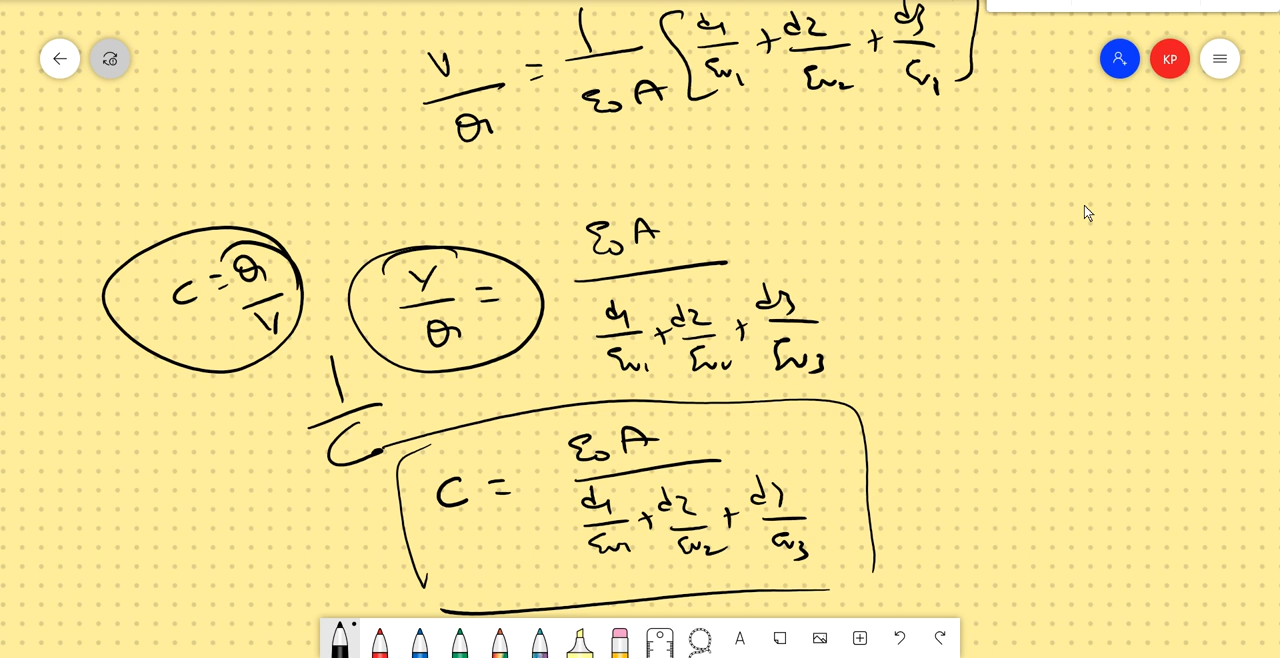 V/Q = 1/ε₀A [d1/εr1 + d2/εr2 + d3/εr]
C = Q/V
V/Q = ε₀A / (d1/εr1 + d2/εr2 + d3/εr3)
1/C
C = ε₀A / (d1/εr1 + d2/εr2 + d3/εr3)
KP
A